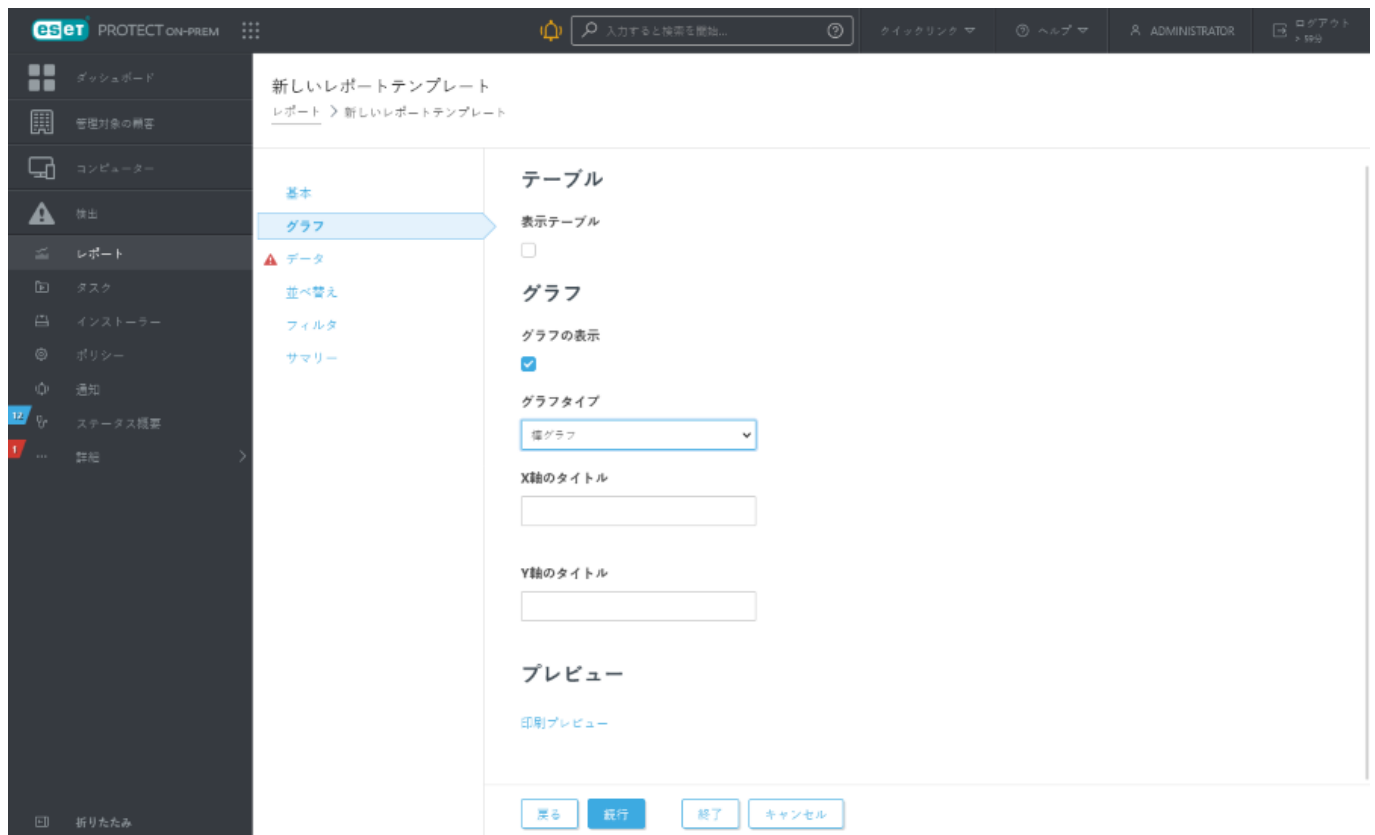 eset PROTECT ON-PREM
入力すると検索を開始...
クイックリンク
ヘルプ
ADMINISTRATOR
ログアウト
> 59分
ダッシュボード
管理対象の顧客
コンピューター
検出
レポート
タスク
インストーラー
ポリシー
通知
12
ステータス概要
1
詳細
折りたたみ
新しいレポートテンプレート
レポート > 新しいレポートテンプレート
基本
グラフ
データ
並べ替え
フィルタ
サマリー
テーブル
表示テーブル
グラフ
グラフの表示
グラフタイプ
棒グラフ
X軸のタイトル
Y軸のタイトル
プレビュー
印刷プレビュー
戻る
続行
終了
キャンセル